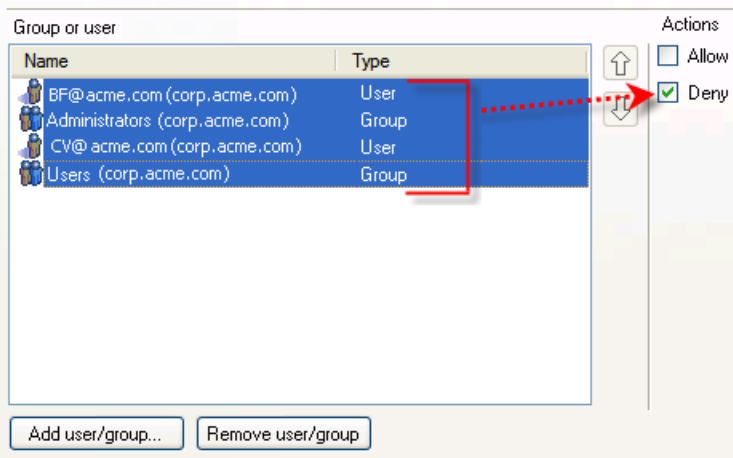 Group or user
Actions
Name Type
Allow
BF@acme.com (corp.acme.com) User
Deny
Administrators (corp.acme.com) Group
CV@acme.com (corp.acme.com) User
Users (corp.acme.com) Group
Add user/group... Remove user/group